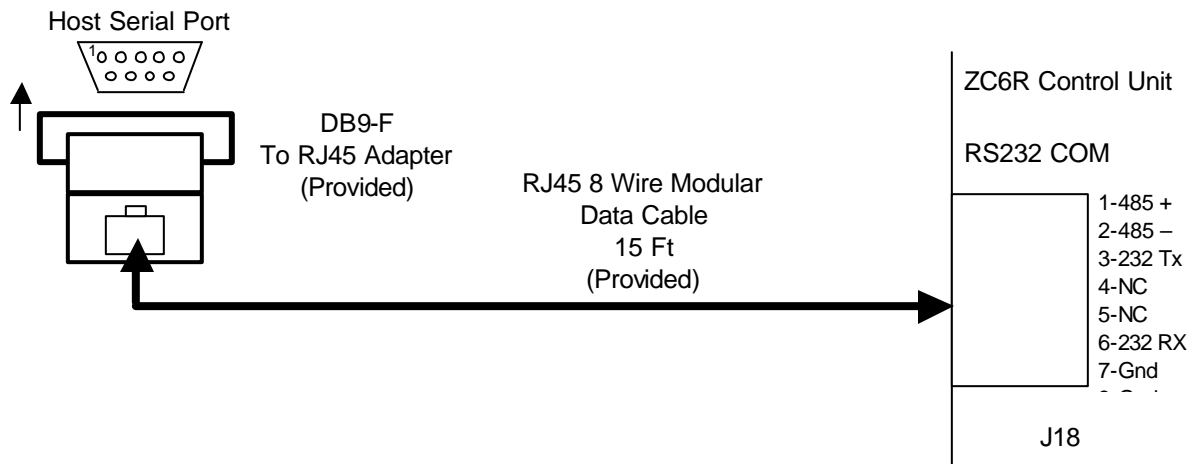 Host Serial Port
1
DB9-F
To RJ45 Adapter
(Provided)
RJ45 8 Wire Modular
Data Cable
15 Ft
(Provided)
ZC6R Control Unit
RS232 COM
1-485 +
2-485 –
3-232 Tx
4-NC
5-NC
6-232 RX
7-Gnd
J18